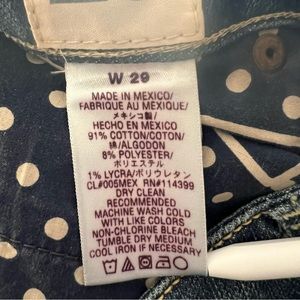 W 29
MADE IN MEXICO/
FABRIQUE AU MEXIQUE/
メキシコ製/
HECHO EN MEXICO
91% COTTON/COTON/
綿/ALGODON
8% POLYESTER/
ポリエステル
1% LYCRA/ポリウレタン
CL#005MEX RN#114399
DRY CLEAN
RECOMMENDED
MACHINE WASH COLD
WITH LIKE COLORS
NON-CHLORINE BLEACH
TUMBLE DRY MEDIUM
COOL IRON IF NEEDED